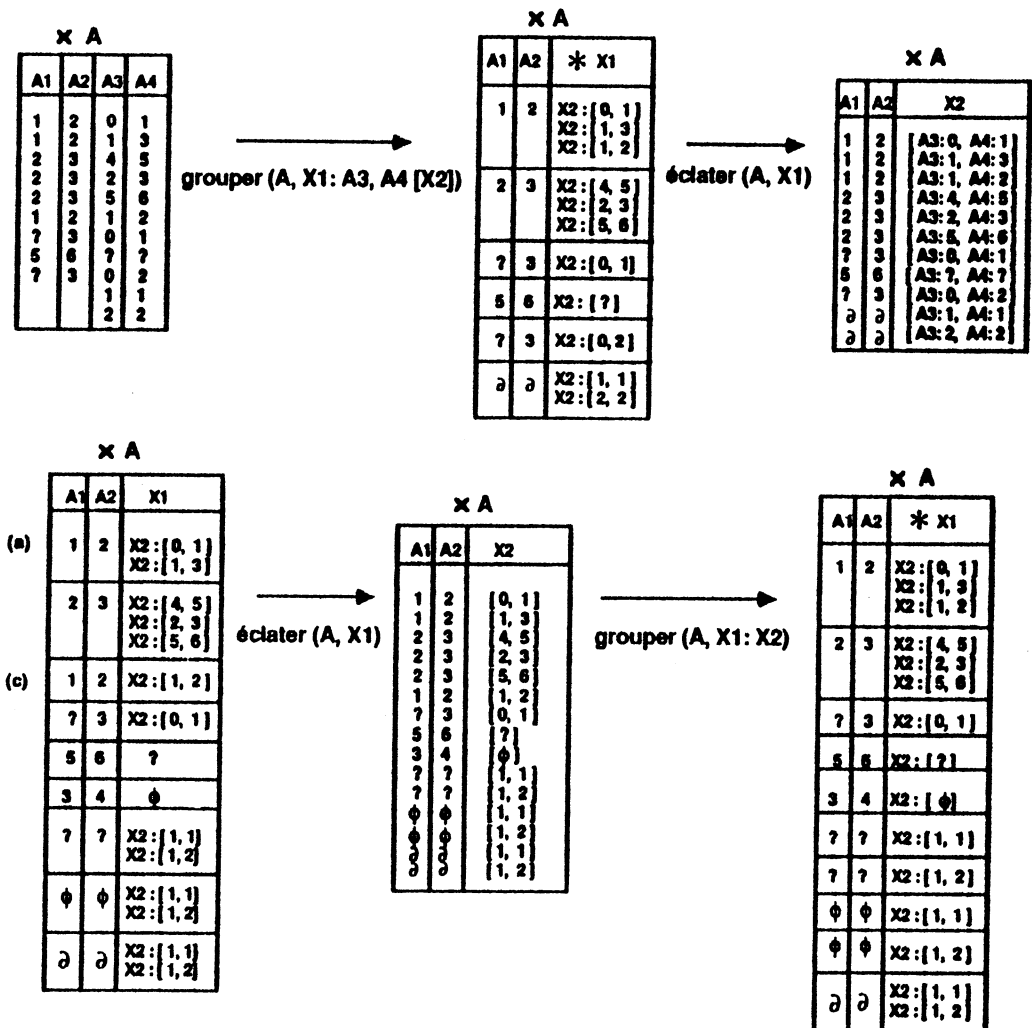 × A
A1 A2 A3 A4
1 2 0 1
1 2 1 3
2 3 4 5
2 3 2 3
2 3 5 6
1 2 1 2
? 3 0 1
5 6 ? ?
? 3 0 2
1 1
2 2
grouper (A, X1: A3, A4 [X2])
× A
A1 A2 * X1
1 2 X2:[0, 1]
X2:[1, 3]
X2:[1, 2]
2 3 X2:[4, 5]
X2:[2, 3]
X2:[5, 6]
? 3 X2:[0, 1]
5 6 X2: [?]
? 3 X2:[0,2]
∂ ∂ X2:[1, 1]
X2:[2, 2]
éclater (A, X1)
× A
A1 A2 X2
1 2 [A3:0, A4:1]
1 2 [A3:1, A4:3]
1 2 [A3:1, A4:2]
2 3 [A3:4, A4:5]
2 3 [A3:2, A4:3]
2 3 [A3:5, A4:6]
? 3 [A3:0, A4:1]
5 6 [A3:?, A4:?]
? 3 [A3:0, A4:2]
∂ ∂ [A3:1, A4:1]
∂ ∂ [A3:2, A4:2]
× A
A1 A2 X1
(a) 1 2 X2:[0, 1]
X2:[1, 3]
2 3 X2:[4, 5]
X2:[2, 3]
X2:[5, 6]
(c) 1 2 X2:[1, 2]
? 3 X2:[0, 1]
5 6 ?
3 4 ϕ
? ? X2:[1, 1]
X2:[1, 2]
ϕ ϕ X2:[1, 1]
X2:[1, 2]
∂ ∂ X2:[1, 1]
X2:[1, 2]
éclater (A, X1)
× A
A1 A2 X2
1 2 [0, 1]
1 2 [1, 3]
2 3 [4, 5]
2 3 [2, 3]
2 3 [5, 6]
1 2 [1, 2]
? 3 [0, 1]
5 6 [?]
3 4 [ϕ]
? ? [1, 1]
? ? [1, 2]
ϕ ϕ [1, 1]
ϕ ϕ [1, 2]
∂ ∂ [1, 1]
∂ ∂ [1, 2]
grouper (A, X1: X2)
× A
A1 A2 * X1
1 2 X2:[0, 1]
X2:[1, 3]
X2:[1, 2]
2 3 X2:[4, 5]
X2:[2, 3]
X2:[5, 6]
? 3 X2:[0, 1]
5 6 X2: [?]
3 4 X2: [ϕ]
? ? X2:[1, 1]
? ? X2:[1, 2]
ϕ ϕ X2:[1, 1]
ϕ ϕ X2:[1, 2]
∂ ∂ X2:[1, 1]
X2:[1, 2]